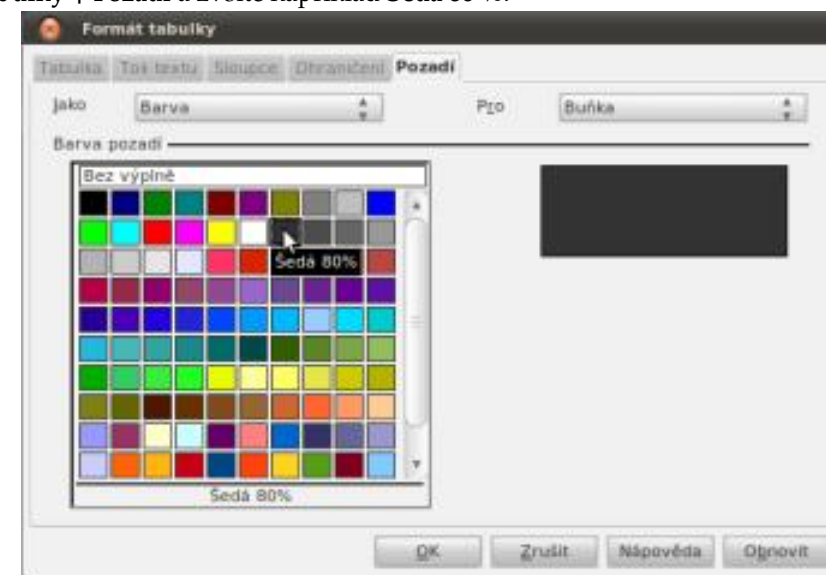 Formát tabulky
Tabulka Tok textu Sloupce Ohraničení Pozadí
Jako Barva Pro Buňka
Barva pozadí
Bez výplně
Šedá 80%
Šedá 80%
OK Zrušit Nápověda Obnovit